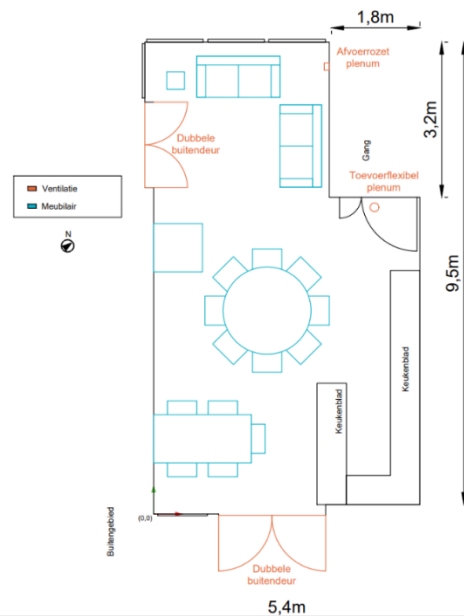 1,8m
Afvoerrozet
plenum
3,2m
Dubbele
buitendeur
Gang
Toevoerflexibel
plenum
Ventilatie
Meubilair
N
9,5m
Keukenblad
Keukenblad
(0,0)
Buitengebied
Dubbele
buitendeur
5,4m